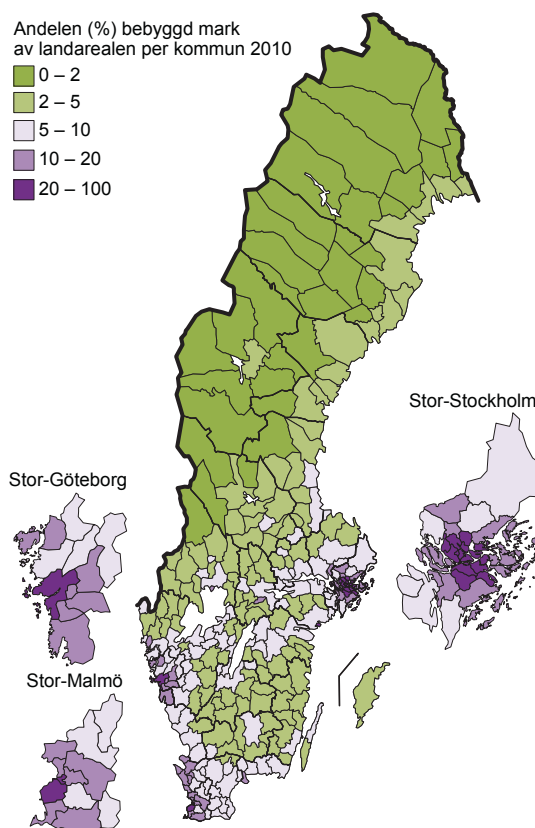 Andelen (%) bebyggd mark
av landarealen per kommun 2010
0 – 2
2 – 5
5 – 10
10 – 20
20 – 100
Stor-Stockholm
Stor-Göteborg
Stor-Malmö